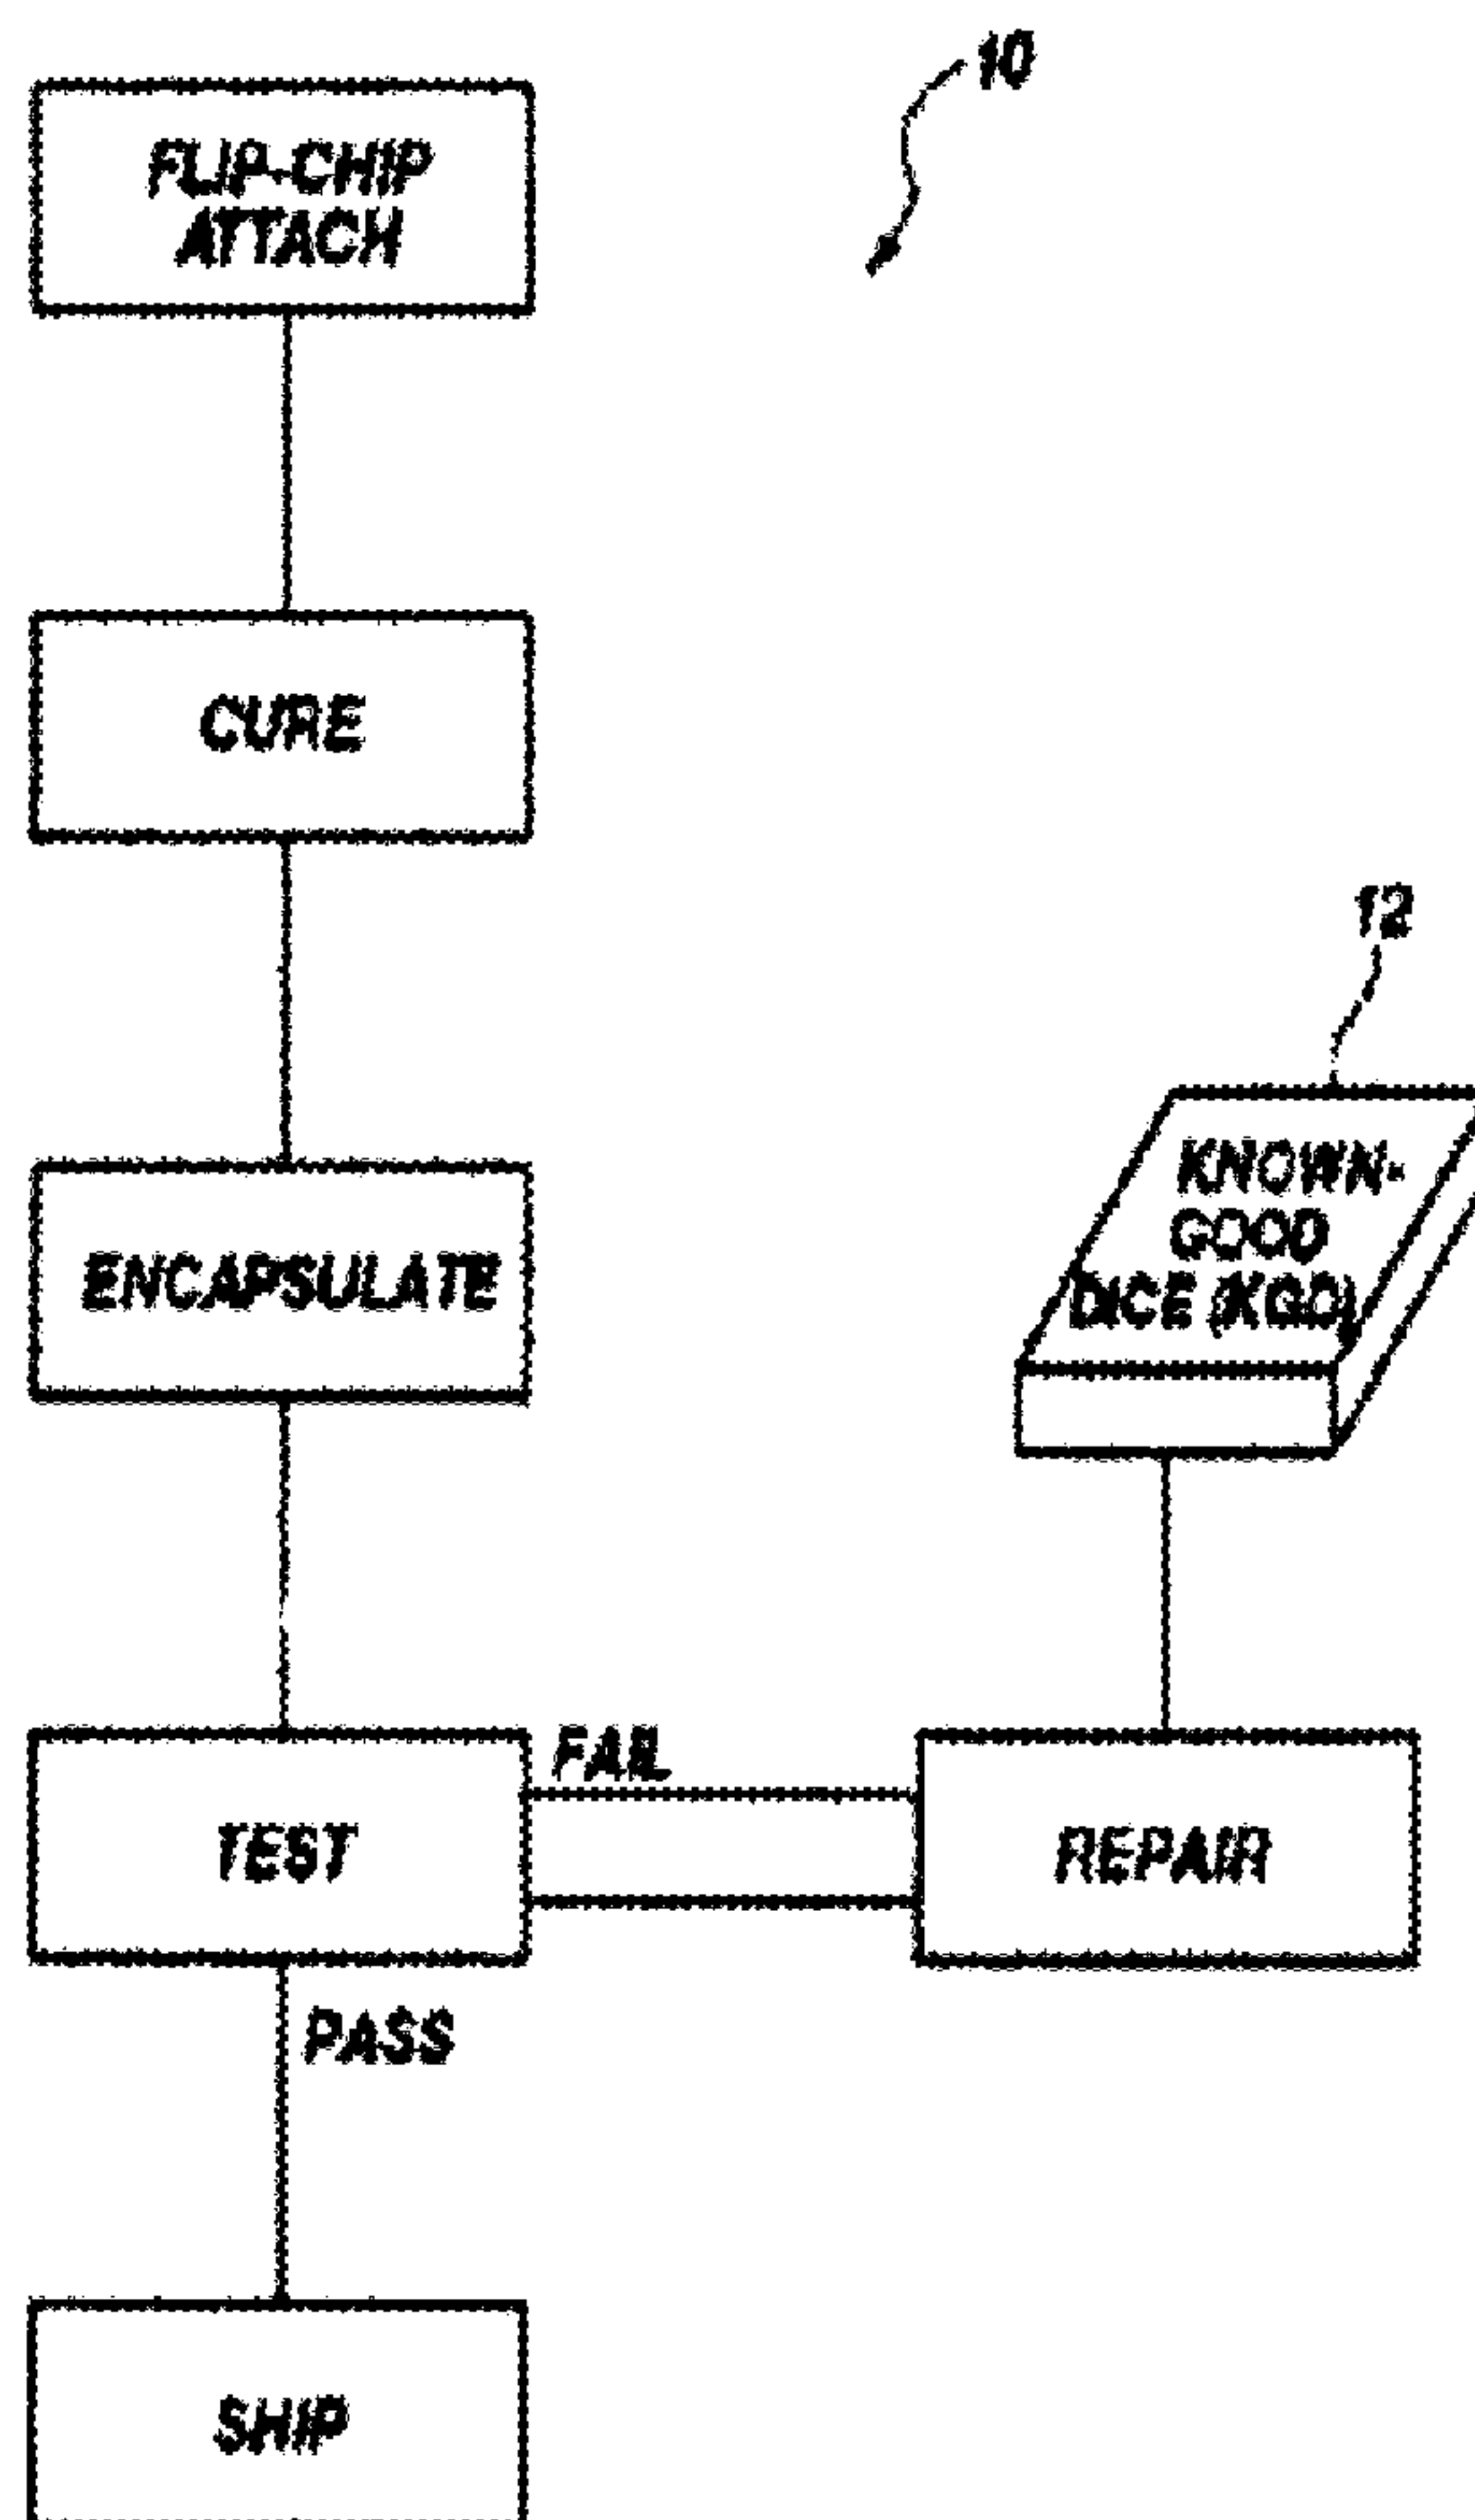 10
FLIP-CHIP
ATTACH
CURE
12
KNOWN-
GOOD
DICE (KGD)
ENCAPSULATE
FAIL
TEST
REPAIR
PASS
SHIP